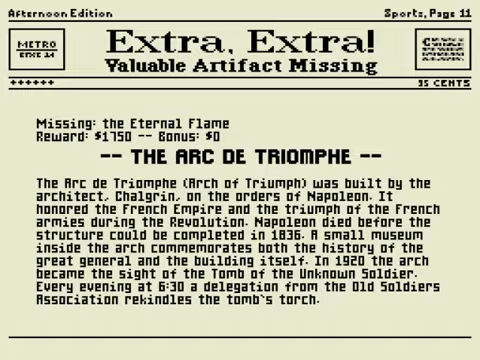 Afternoon Edition
Sports, Page 11
METRO
Extra, Extra!
Valuable Artifact Missing
++++++
35 CENTS
Missing: the Eternal Flame
Reward: $1750 -- Bonus: $0
-- THE ARC DE TRIOMPHE --
The Arc de Triomphe (Arch of Triumph) was built by the
architect, Chalgrin, on the orders of Napoleon. It
honored the French Empire and the triumph of the French
armies during the Revolution. Napoleon died before the
structure could be completed in 1836. A small museum
inside the arch commemorates both the history of the
great general and the building itself. In 1920 the arch
became the sight of the Tomb of the Unknown Soldier.
Every evening at 6:30 a delegation from the Old Soldiers
Association rekindles the tomb's torch.